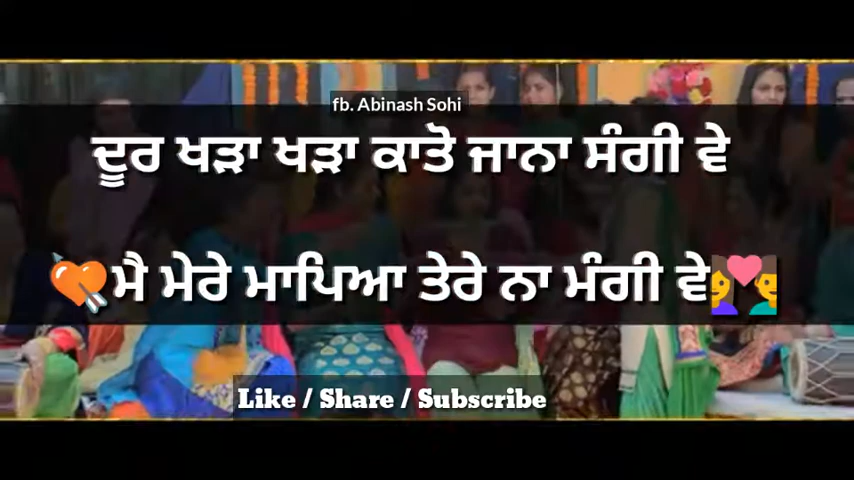 fb. Abinash Sohi
ਦੂਰ ਖੜਾ ਖੜਾ ਕਾਤੋ ਜਾਨਾ ਸੰਗੀ ਵੇ
💘ਮੈ ਮੇਰੇ ਮਾਪਿਆ ਤੇਰੇ ਨਾ ਮੰਗੀ ਵੇ💑
Like / Share / Subscribe